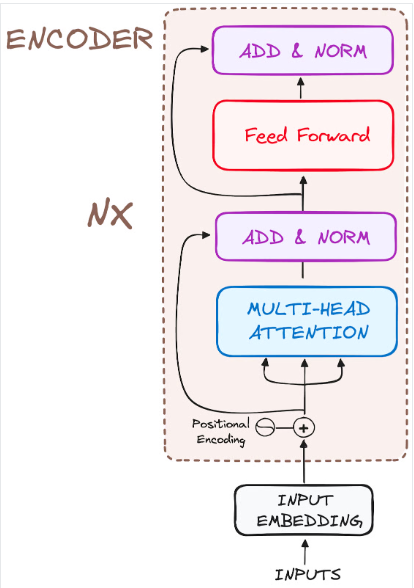 ENCODER
ADD & NORM
Feed Forward
NX
ADD & NORM
MULTI-HEAD
ATTENTION
Positional
Encoding
INPUT
EMBEDDING
INPUTS